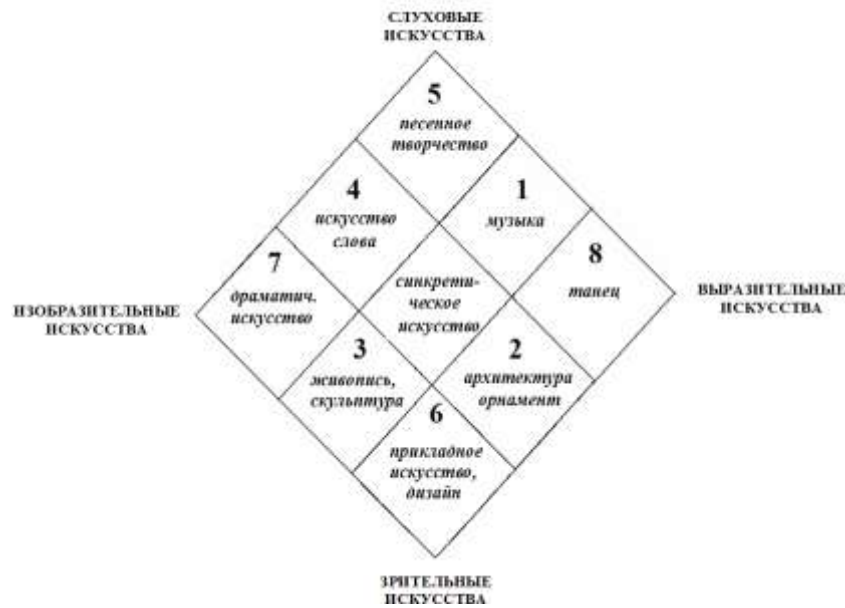 СЛУХОВЫЕ
ИСКУССТВА
5
песенное
творчество
4
искусство
слова
1
музыка
7
драматич.
искусство
синкрети-
ческое
искусство
8
танец
ИЗОБРАЗИТЕЛЬНЫЕ
ИСКУССТВА
ВЫРАЗИТЕЛЬНЫЕ
ИСКУССТВА
3
живопись,
скульптура
2
архитектура
орнамент
6
прикладное
искусство,
дизайн
ЗРИТЕЛЬНЫЕ
ИСКУССТВА